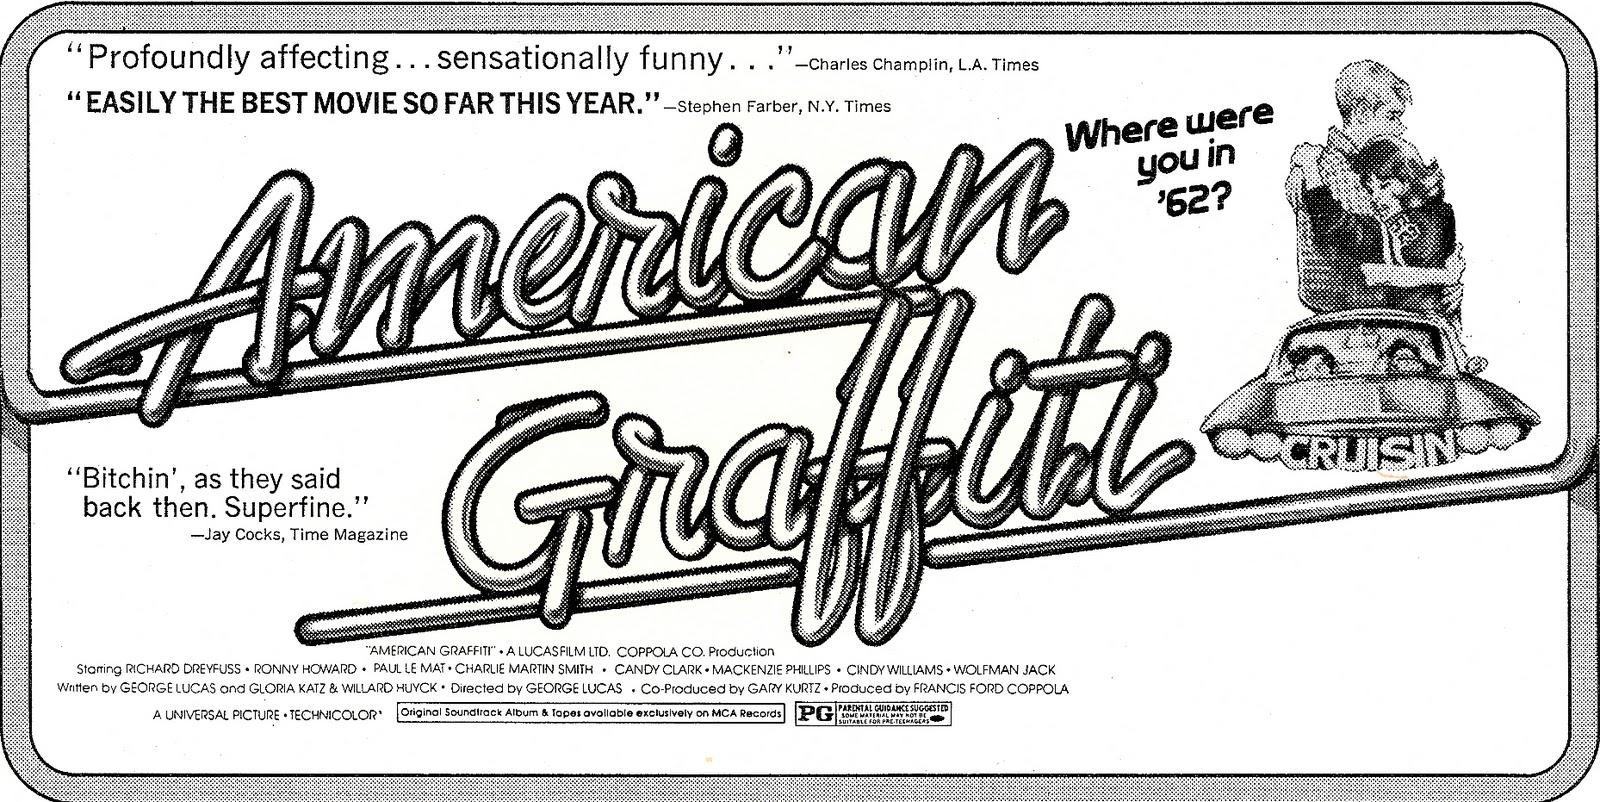 “Profoundly affecting...sensationally funny...”—Charles Champlin, L.A. Times
“EASILY THE BEST MOVIE SO FAR THIS YEAR.”—Stephen Farber, N.Y. Times
Where were
you in
’62?
American
Graffiti
CRUISIN
“Bitchin’, as they said
back then. Superfine.”
—Jay Cocks, Time Magazine
“AMERICAN GRAFFITI” • A LUCASFILM LTD. COPPOLA CO. Production
Starring RICHARD DREYFUSS • RONNY HOWARD • PAUL LE MAT • CHARLIE MARTIN SMITH • CANDY CLARK • MACKENZIE PHILLIPS • CINDY WILLIAMS • WOLFMAN JACK
Written by GEORGE LUCAS and GLORIA KATZ & WILLARD HUYCK • Directed by GEORGE LUCAS • Co-Produced by GARY KURTZ • Produced by FRANCIS FORD COPPOLA
A UNIVERSAL PICTURE • TECHNICOLOR®
Original Soundtrack Album & Tapes available exclusively on MCA Records
PG PARENTAL GUIDANCE SUGGESTED
SOME MATERIAL MAY NOT BE
SUITABLE FOR PRE-TEENAGERS